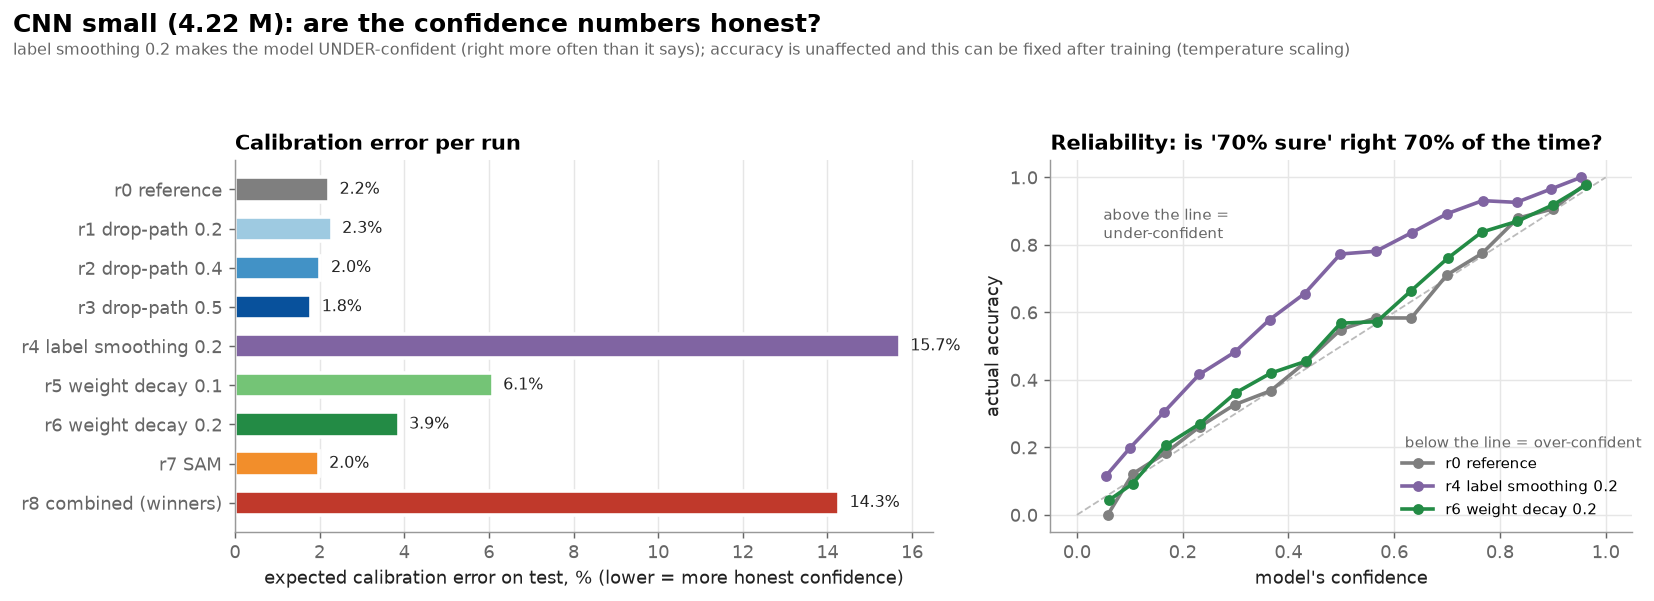 CNN small (4.22 M): are the confidence numbers honest?
label smoothing 0.2 makes the model UNDER-confident (right more often than it says); accuracy is unaffected and this can be fixed after training (temperature scaling)
Calibration error per run
r0 reference
2.2%
r1 drop-path 0.2
2.3%
r2 drop-path 0.4
2.0%
r3 drop-path 0.5
1.8%
r4 label smoothing 0.2
15.7%
r5 weight decay 0.1
6.1%
r6 weight decay 0.2
3.9%
r7 SAM
2.0%
r8 combined (winners)
14.3%
0 2 4 6 8 10 12 14 16
expected calibration error on test, % (lower = more honest confidence)
Reliability: is '70% sure' right 70% of the time?
actual accuracy
1.0
0.8
0.6
0.4
0.2
0.0
above the line =
under-confident
below the line = over-confident
r0 reference
r4 label smoothing 0.2
r6 weight decay 0.2
0.0 0.2 0.4 0.6 0.8 1.0
model's confidence